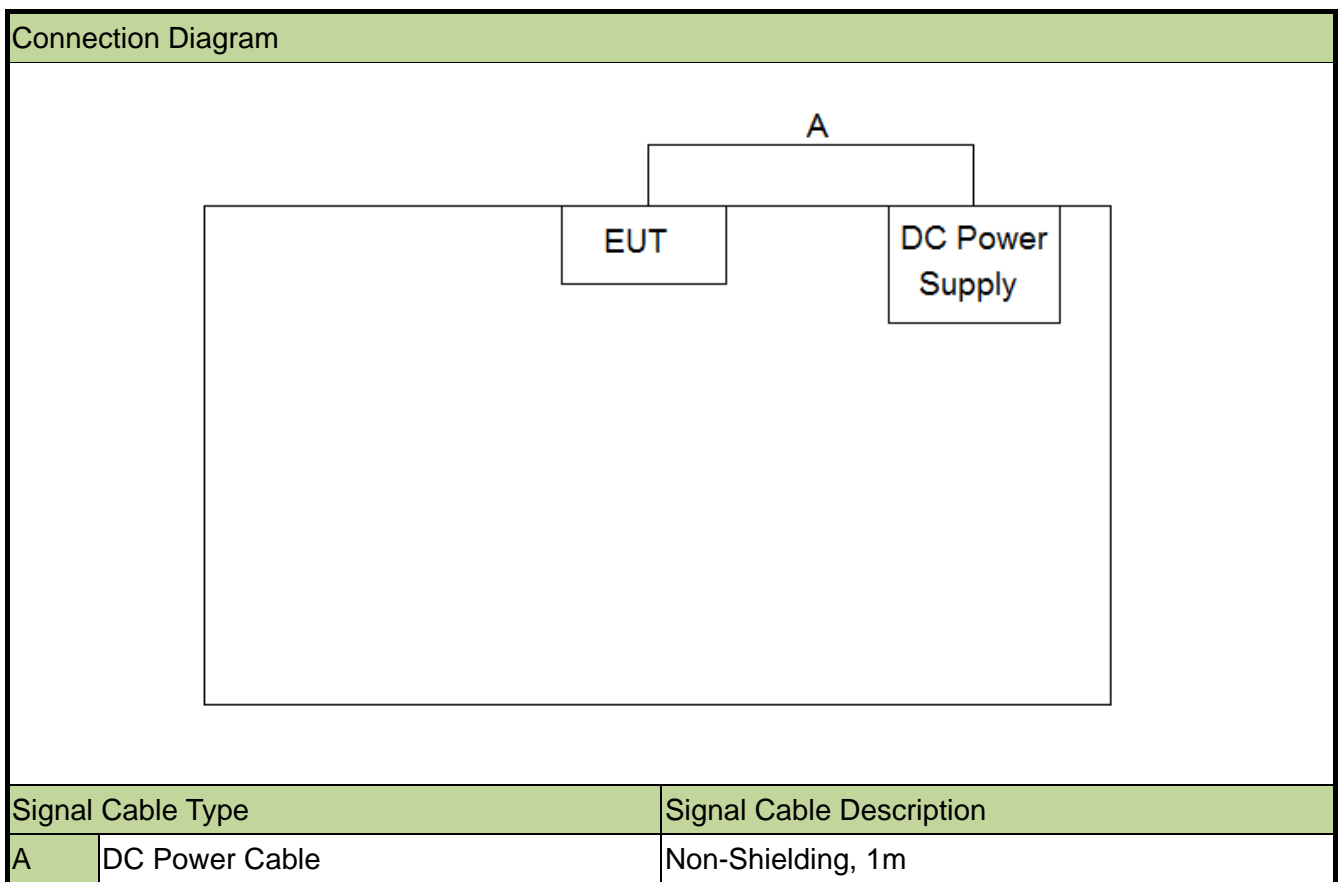 Connection Diagram
A
EUT
DC Power
Supply
Signal Cable Type
Signal Cable Description
A
DC Power Cable
Non-Shielding, 1m